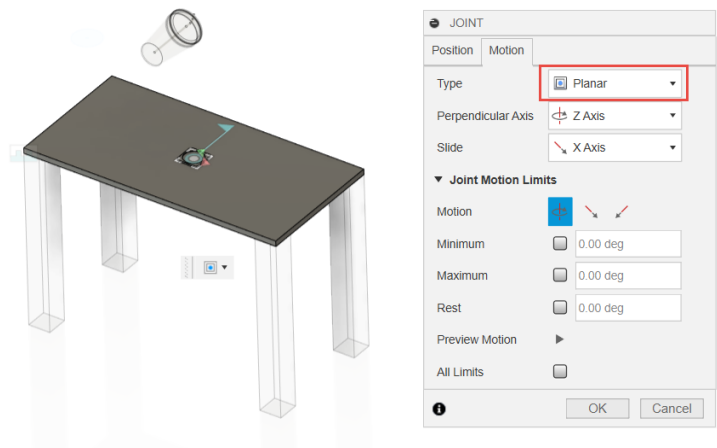 JOINT
Position Motion
Type Planar
Perpendicular Axis Z Axis
Slide X Axis
Joint Motion Limits
Motion
Minimum 0.00 deg
Maximum 0.00 deg
Rest 0.00 deg
Preview Motion
All Limits
OK Cancel